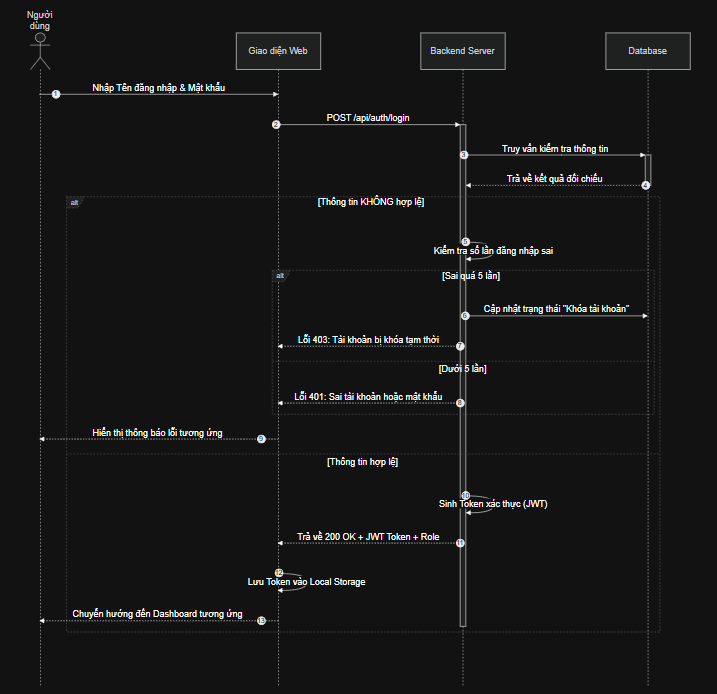 Người
dùng
Giao diện Web
Backend Server
Database
1
Nhập Tên đăng nhập & Mật khẩu
2
POST /api/auth/login
3
Truy vấn kiểm tra thông tin
Trả về kết quả đối chiếu
4
alt
[Thông tin KHÔNG hợp lệ]
5
Kiểm tra số lần đăng nhập sai
alt
[Sai quá 5 lần]
6
Cập nhật trạng thái "Khóa tài khoản"
Lỗi 403: Tài khoản bị khóa tạm thời
7
[Dưới 5 lần]
Lỗi 401: Sai tài khoản hoặc mật khẩu
8
Hiển thị thông báo lỗi tương ứng
9
[Thông tin hợp lệ]
10
Sinh Token xác thực (JWT)
Trả về 200 OK + JWT Token + Role
11
12
Lưu Token vào Local Storage
Chuyển hướng đến Dashboard tương ứng
13